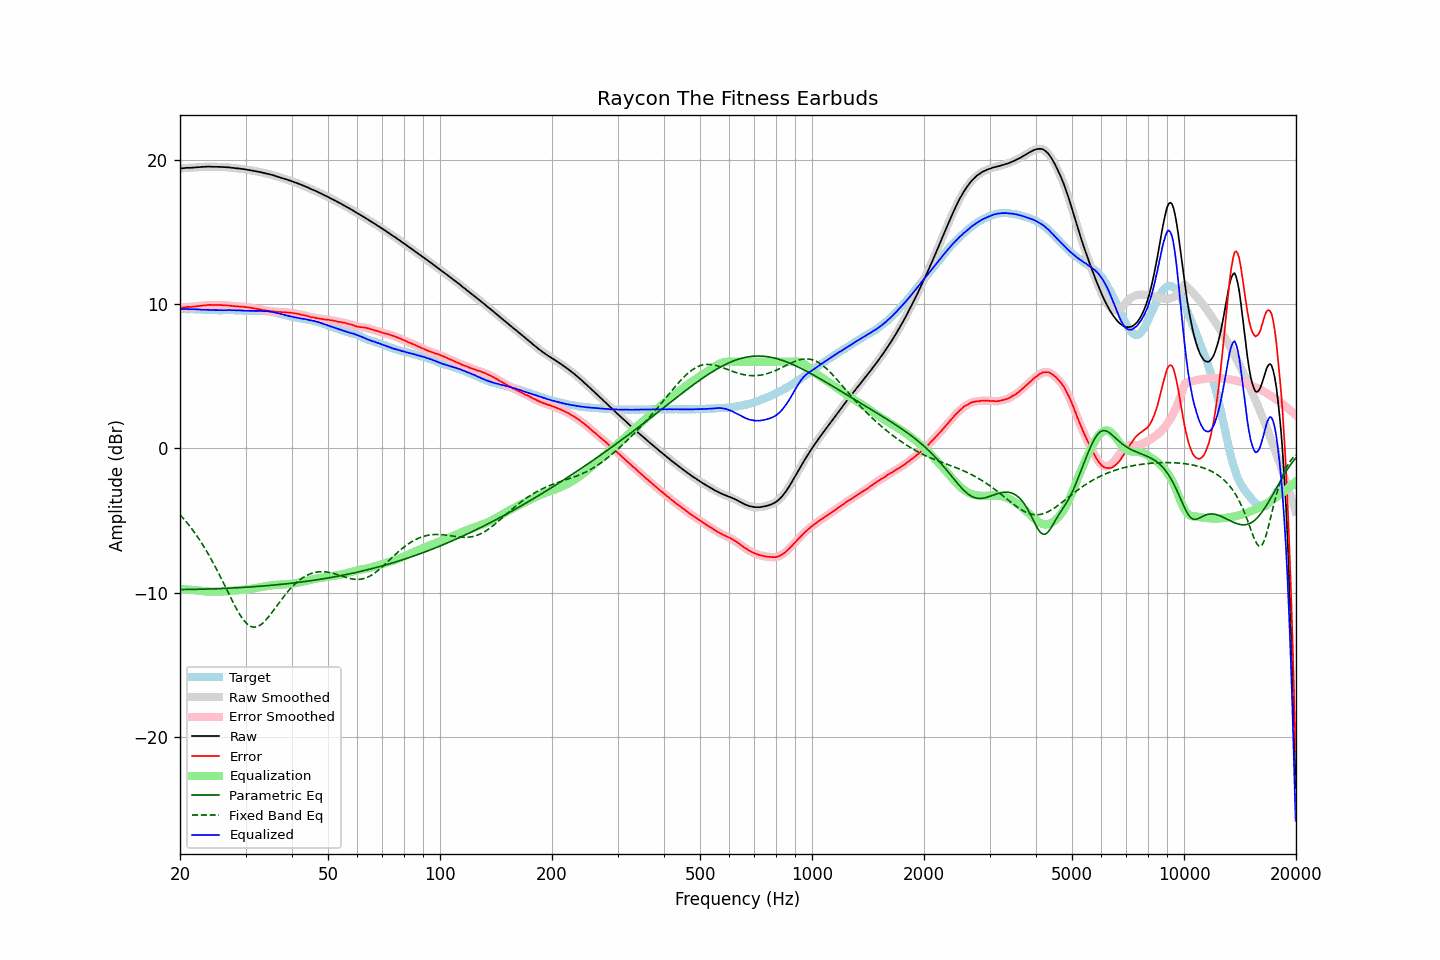 Raycon The Fitness Earbuds
Amplitude (dBr)
20
10
0
−10
−20
Target
Raw Smoothed
Error Smoothed
Raw
Error
Equalization
Parametric Eq
Fixed Band Eq
Equalized
20 50 100 200 500 1000 2000 5000 10000 20000
Frequency (Hz)